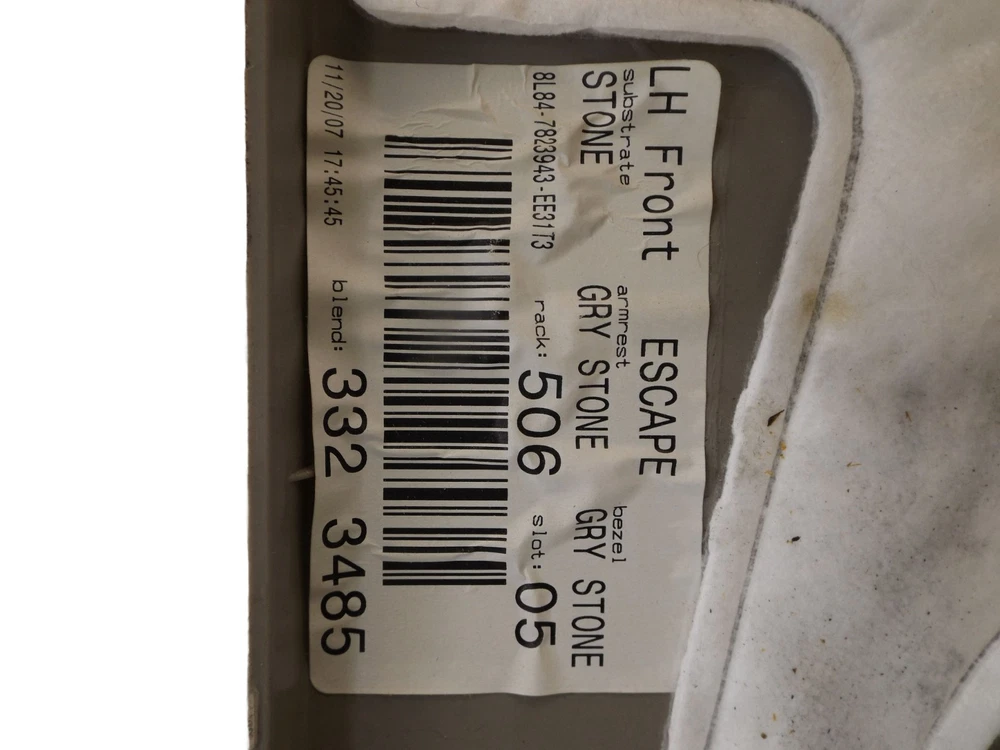 LH Front ESCAPE
substrate armrest bezel
STONE GRY STONE GRY STONE
8L84-7823943-EE31T3 rack: 506 slot: 05
11/20/07 17:45:45 blend: 332 3485